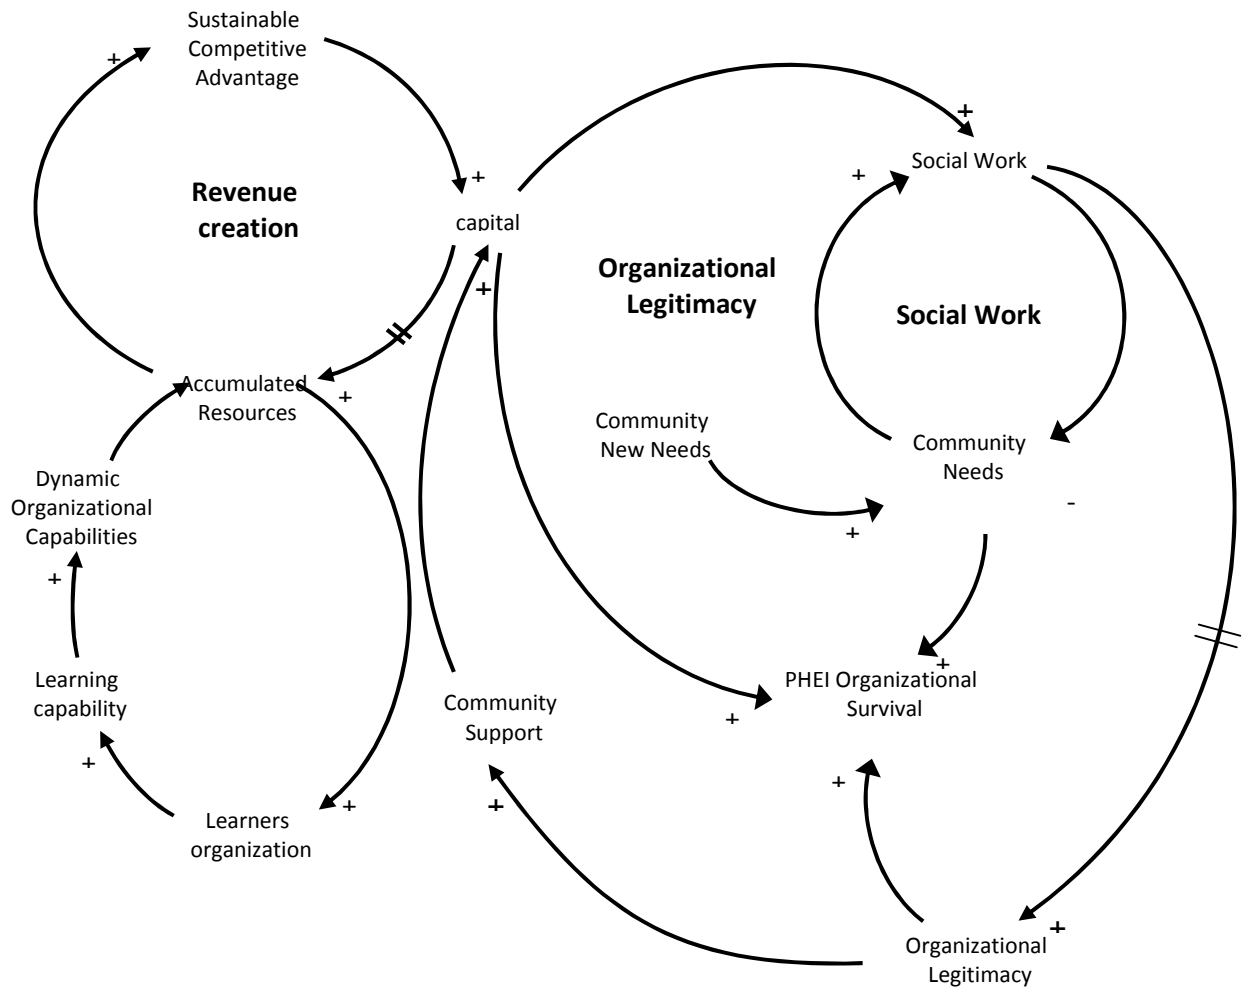 Sustainable
Competitive
Advantage
+
+
Revenue
creation
capital
+
+
Social Work
+
Organizational
Legitimacy
Social Work
+
Accumulated
Resources
+
Community
New Needs
Community
Needs
+
-
Dynamic
Organizational
Capabilities
+
Learning
capability
+
Learners
organization
+
Community
Support
+
PHEI Organizational
Survival
+
+
+
Organizational
Legitimacy
+